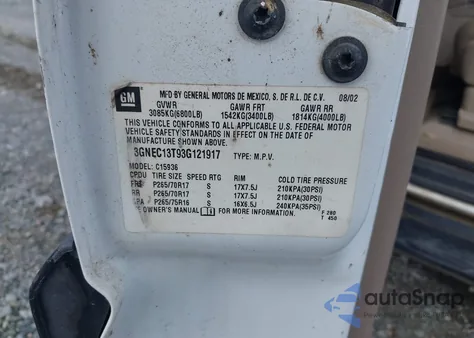 GM
MFD BY GENERAL MOTORS DE MEXICO, S. DE R.L. DE C.V. 08/02
GVWR GAWR FRT GAWR RR
3085KG(6800LB) 1542KG(3400LB) 1814KG(4000LB)
THIS VEHICLE CONFORMS TO ALL APPLICABLE U.S. FEDERAL MOTOR
VEHICLE SAFETY STANDARDS IN EFFECT ON THE DATE OF
MANUFACTURE SHOWN ABOVE.
3GNEC13T93G121917 TYPE: M.P.V.
MODEL: C15936
CPDU TIRE SIZE SPEED RTG RIM COLD TIRE PRESSURE
FRT P265/70R17 S 17X7.5J 210KPA(30PSI)
RR P265/70R17 S 17X7.5J 210KPA(30PSI)
SPA P265/75R16 S 16X6.5J 240KPA(35PSI)
OWNER'S MANUAL FOR MORE INFORMATION. F 280
T 450
autoSnap